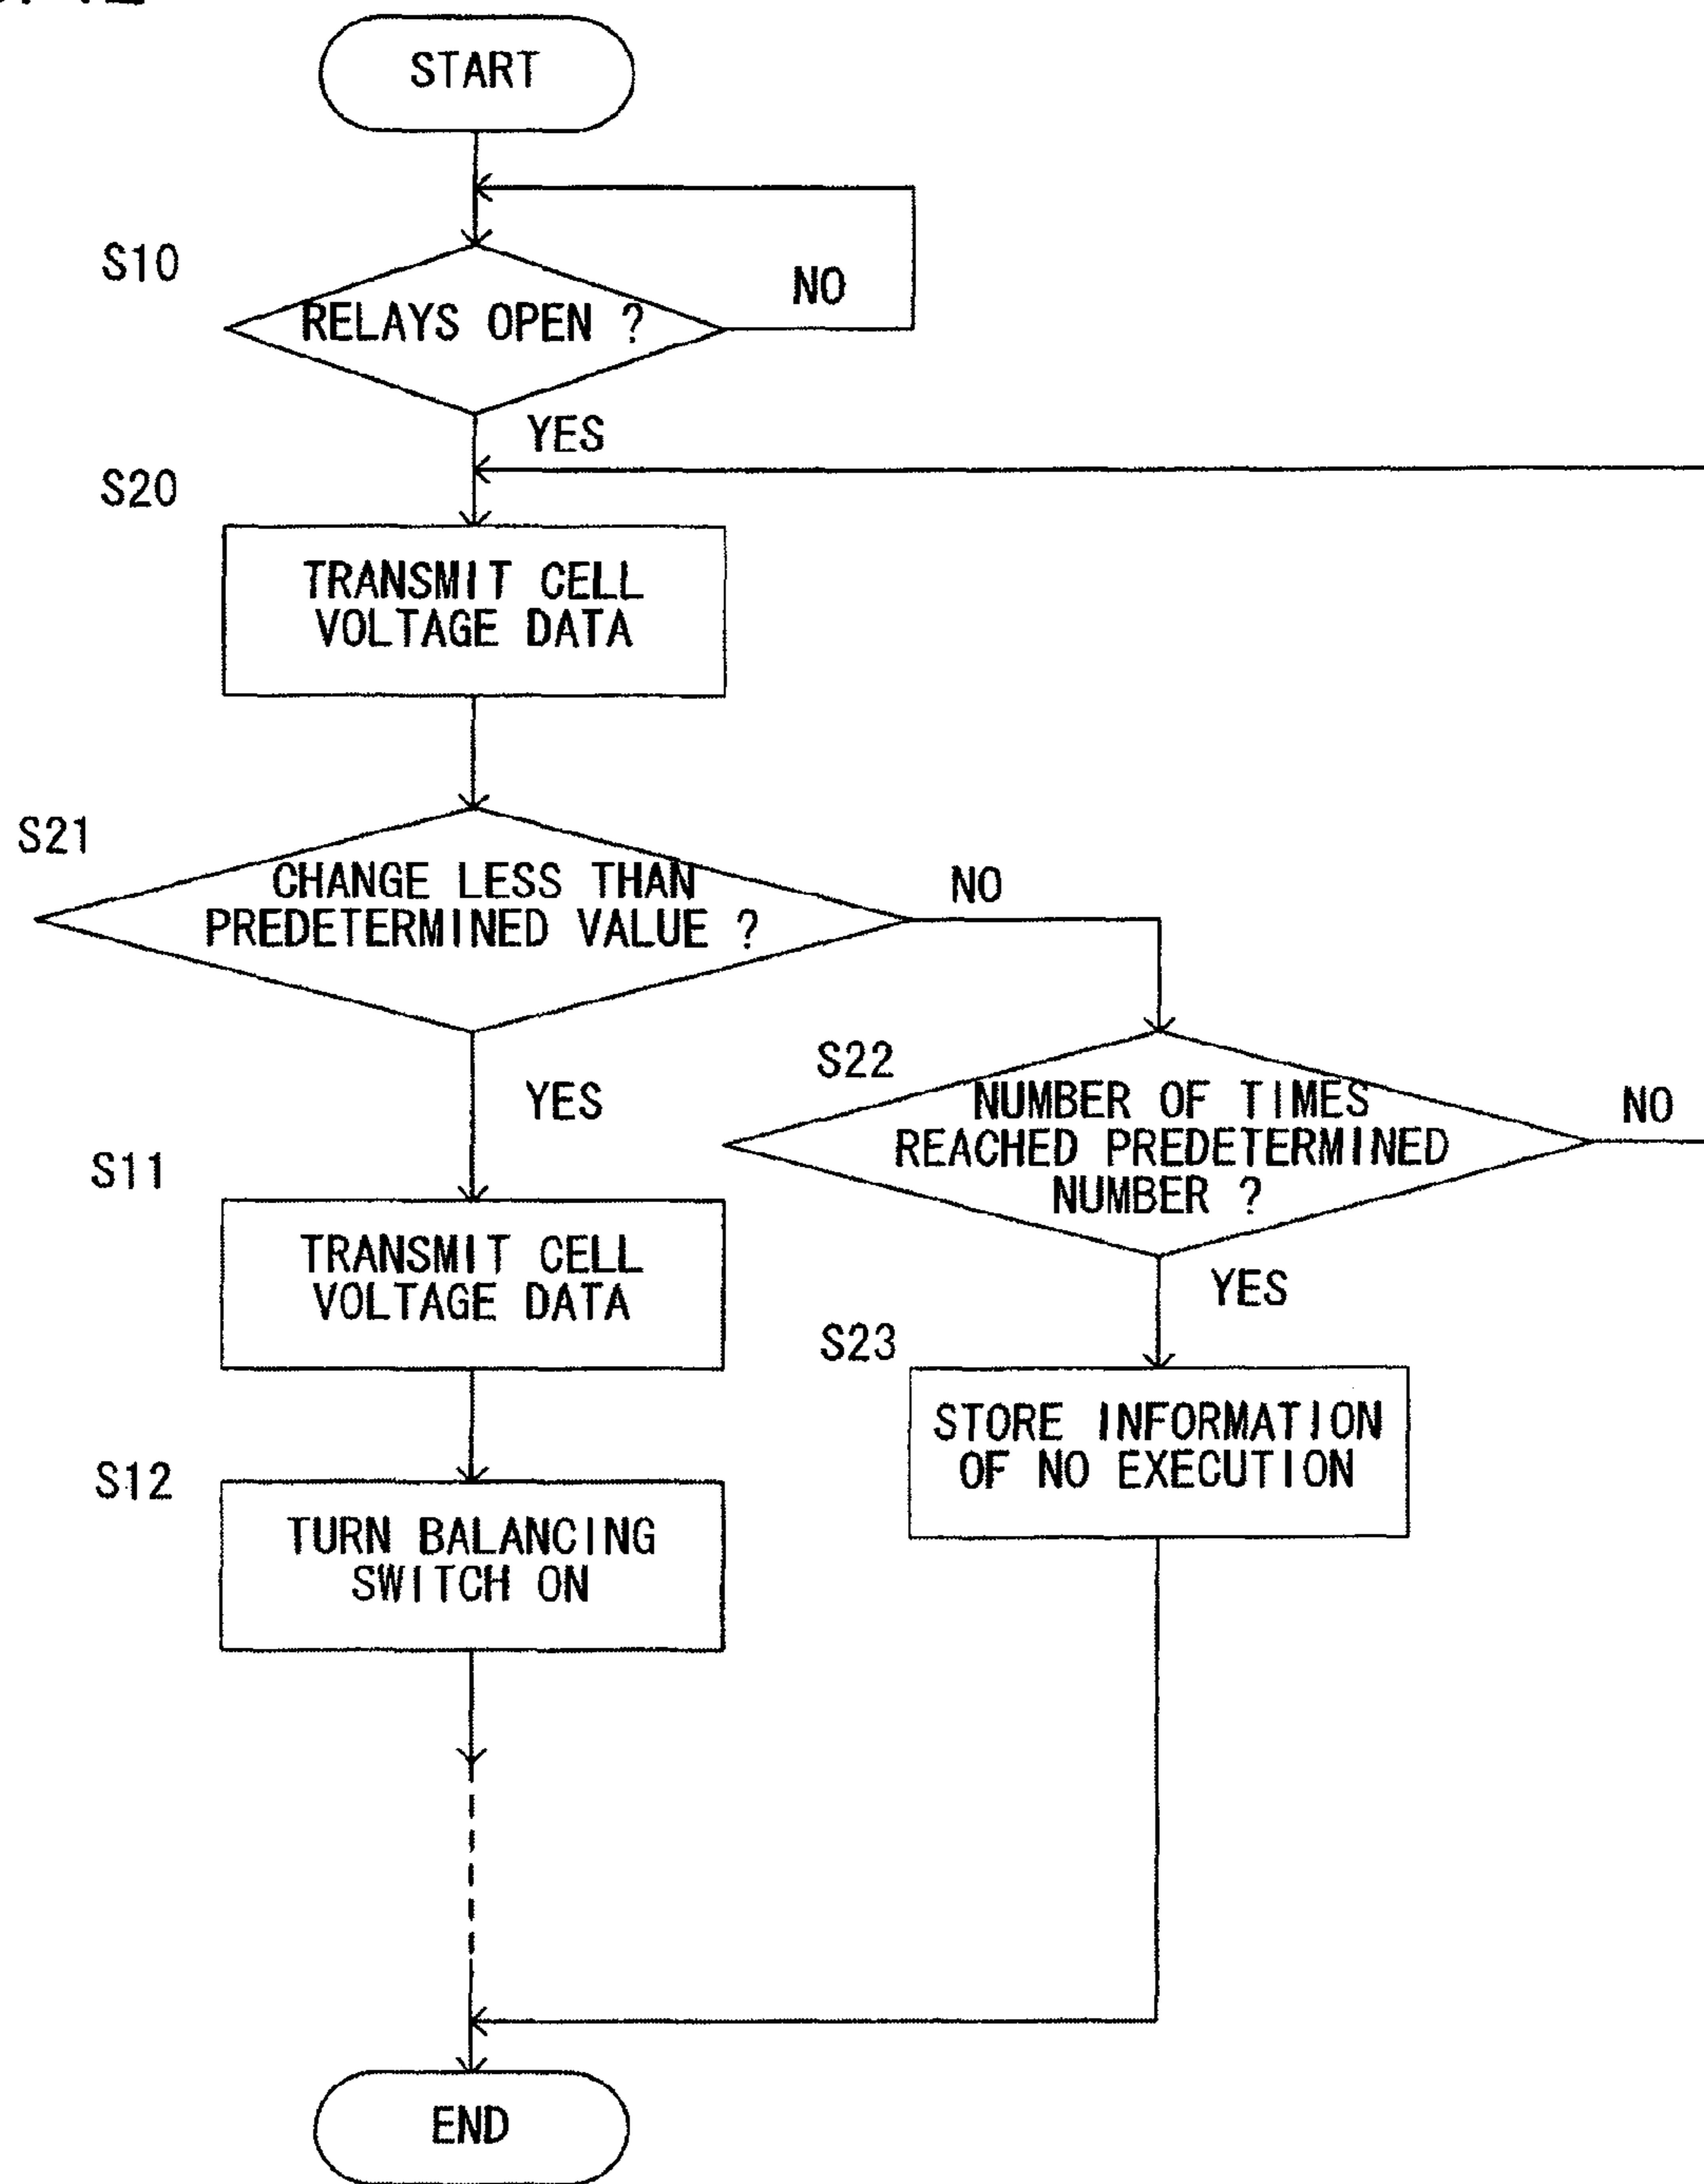 START
S10
RELAYS OPEN ?
NO
YES
S20
TRANSMIT CELL
VOLTAGE DATA
S21
CHANGE LESS THAN
PREDETERMINED VALUE ?
NO
YES
S22
NUMBER OF TIMES
REACHED PREDETERMINED
NUMBER ?
NO
YES
S11
TRANSMIT CELL
VOLTAGE DATA
S23
STORE INFORMATION
OF NO EXECUTION
S12
TURN BALANCING
SWITCH ON
END